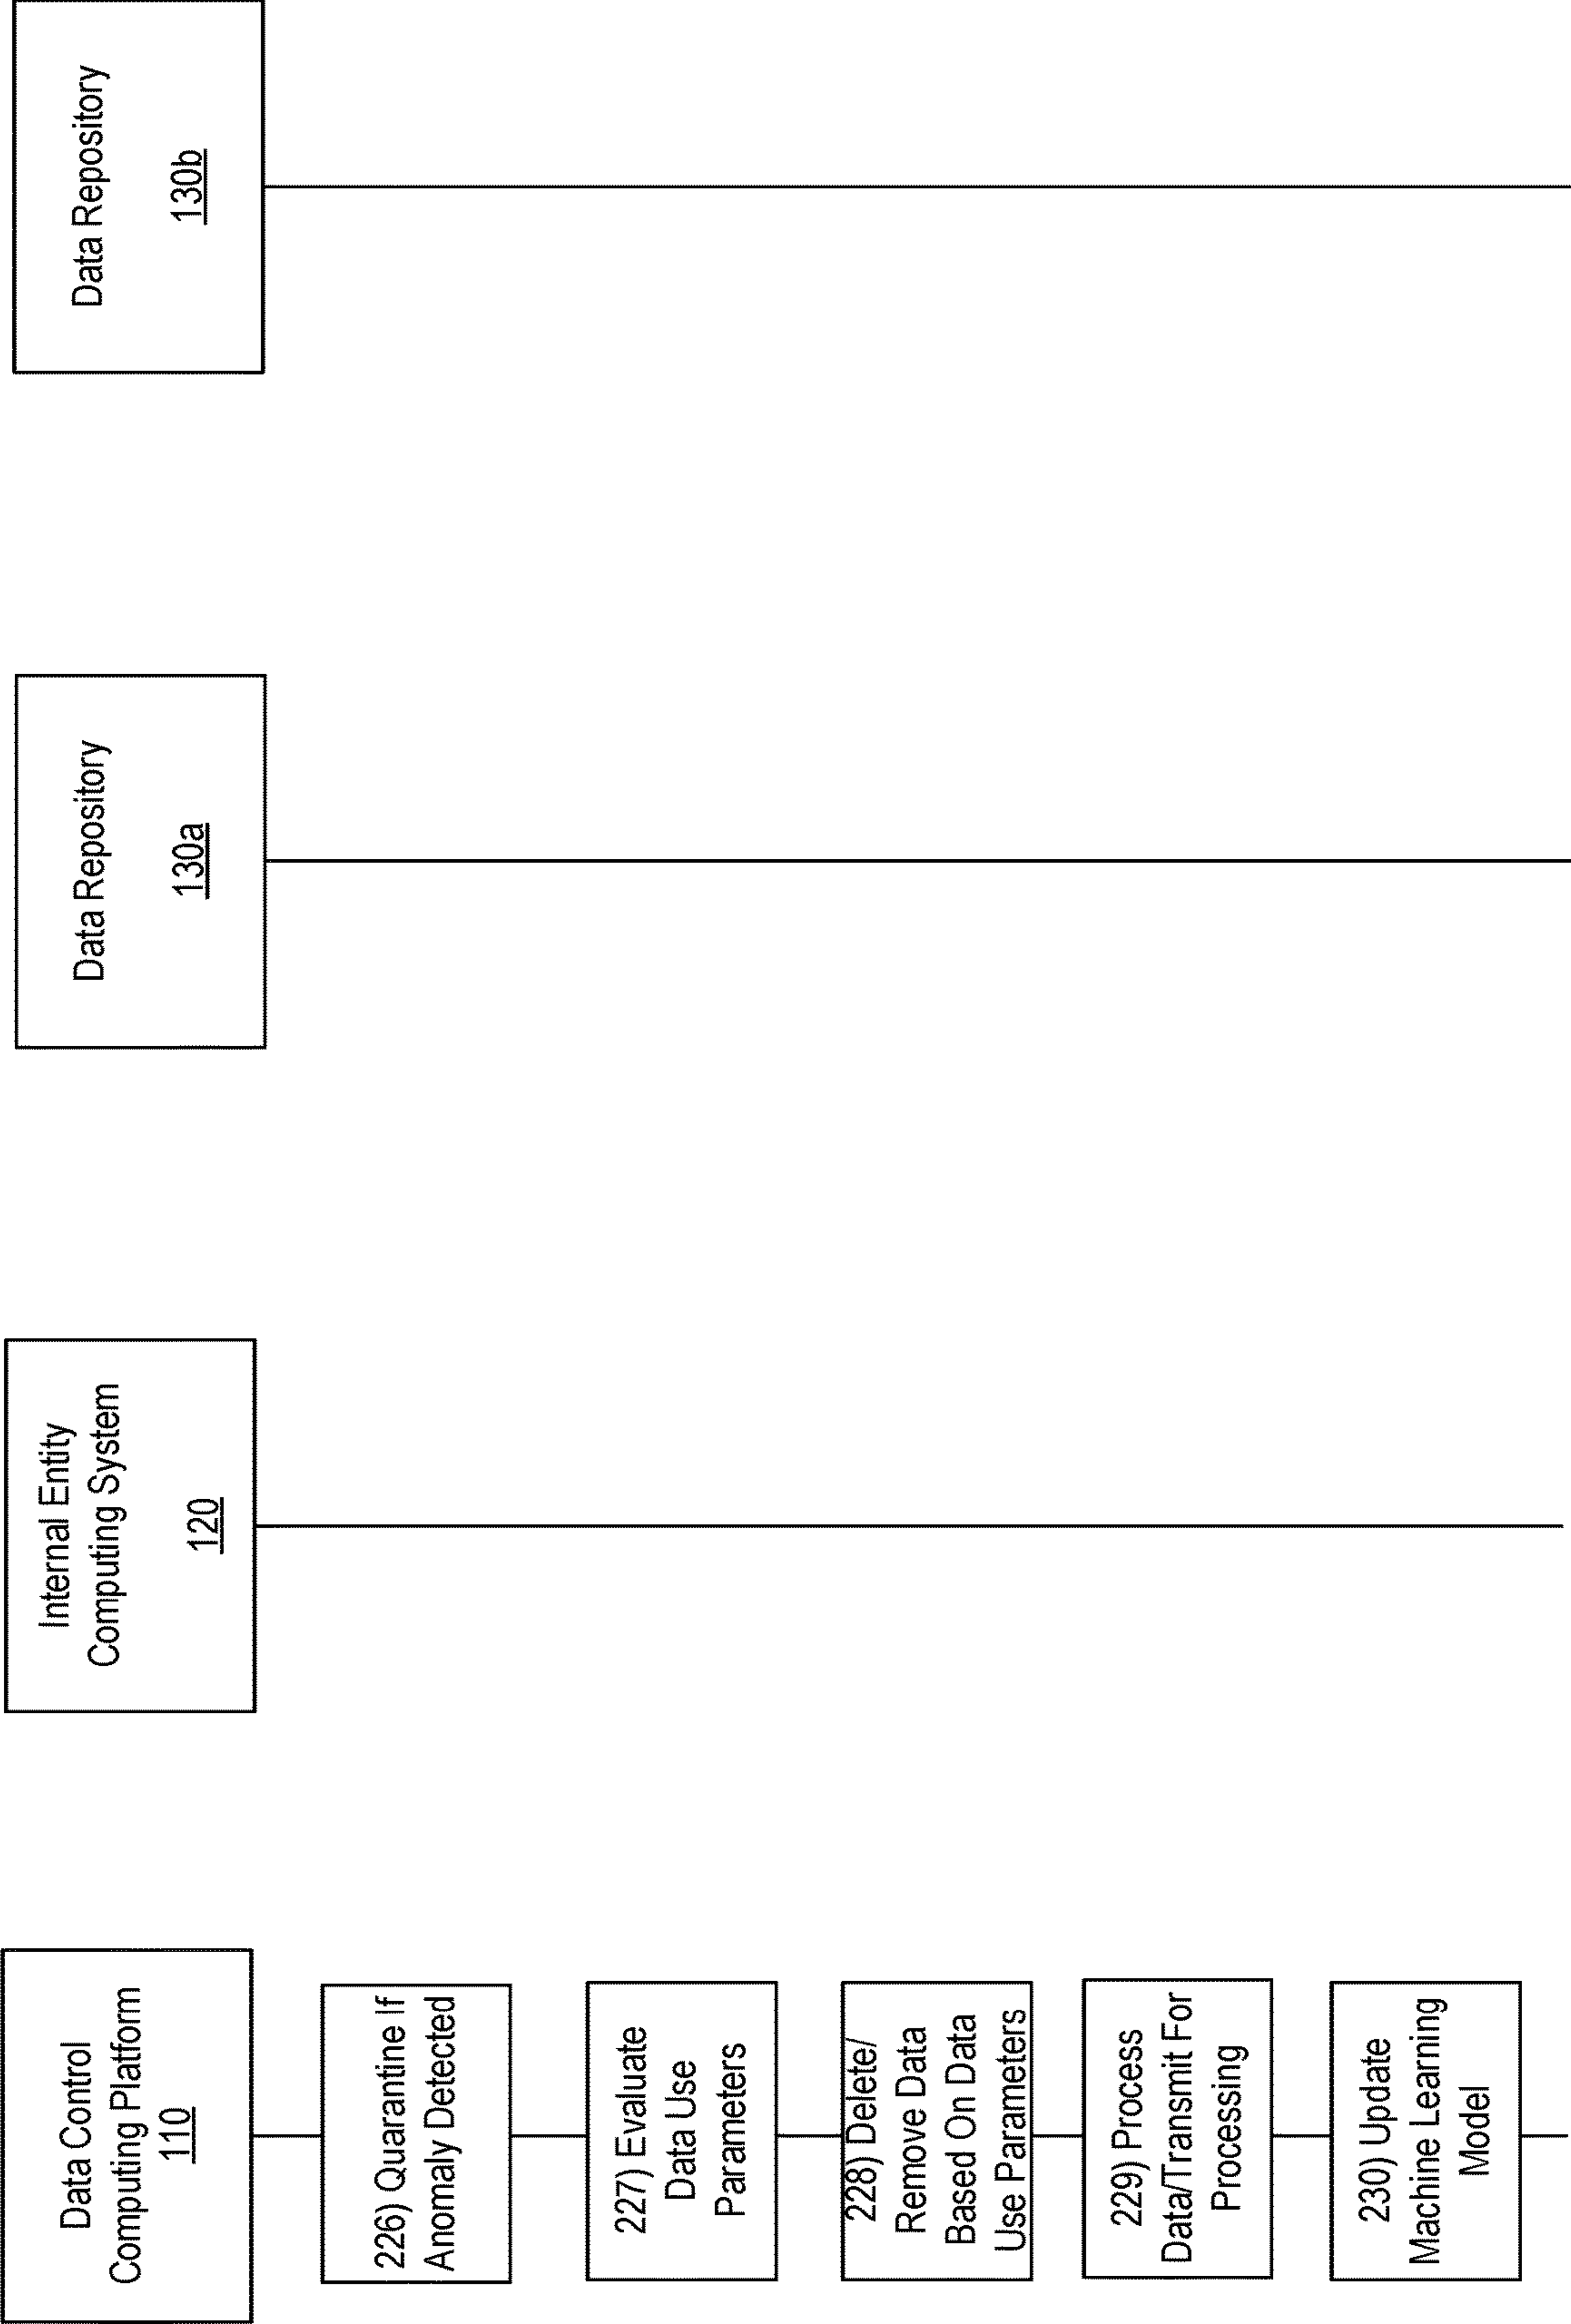 Data Control
Computing Platform
110
Internal Entity
Computing System
120
Data Repository
130a
Data Repository
130b
226) Quarantine If
Anomaly Detected
227) Evaluate
Data Use
Parameters
228) Delete/
Remove Data
Based On Data
Use Parameters
229) Process
Data/Transmit For
Processing
230) Update
Machine Learning
Model